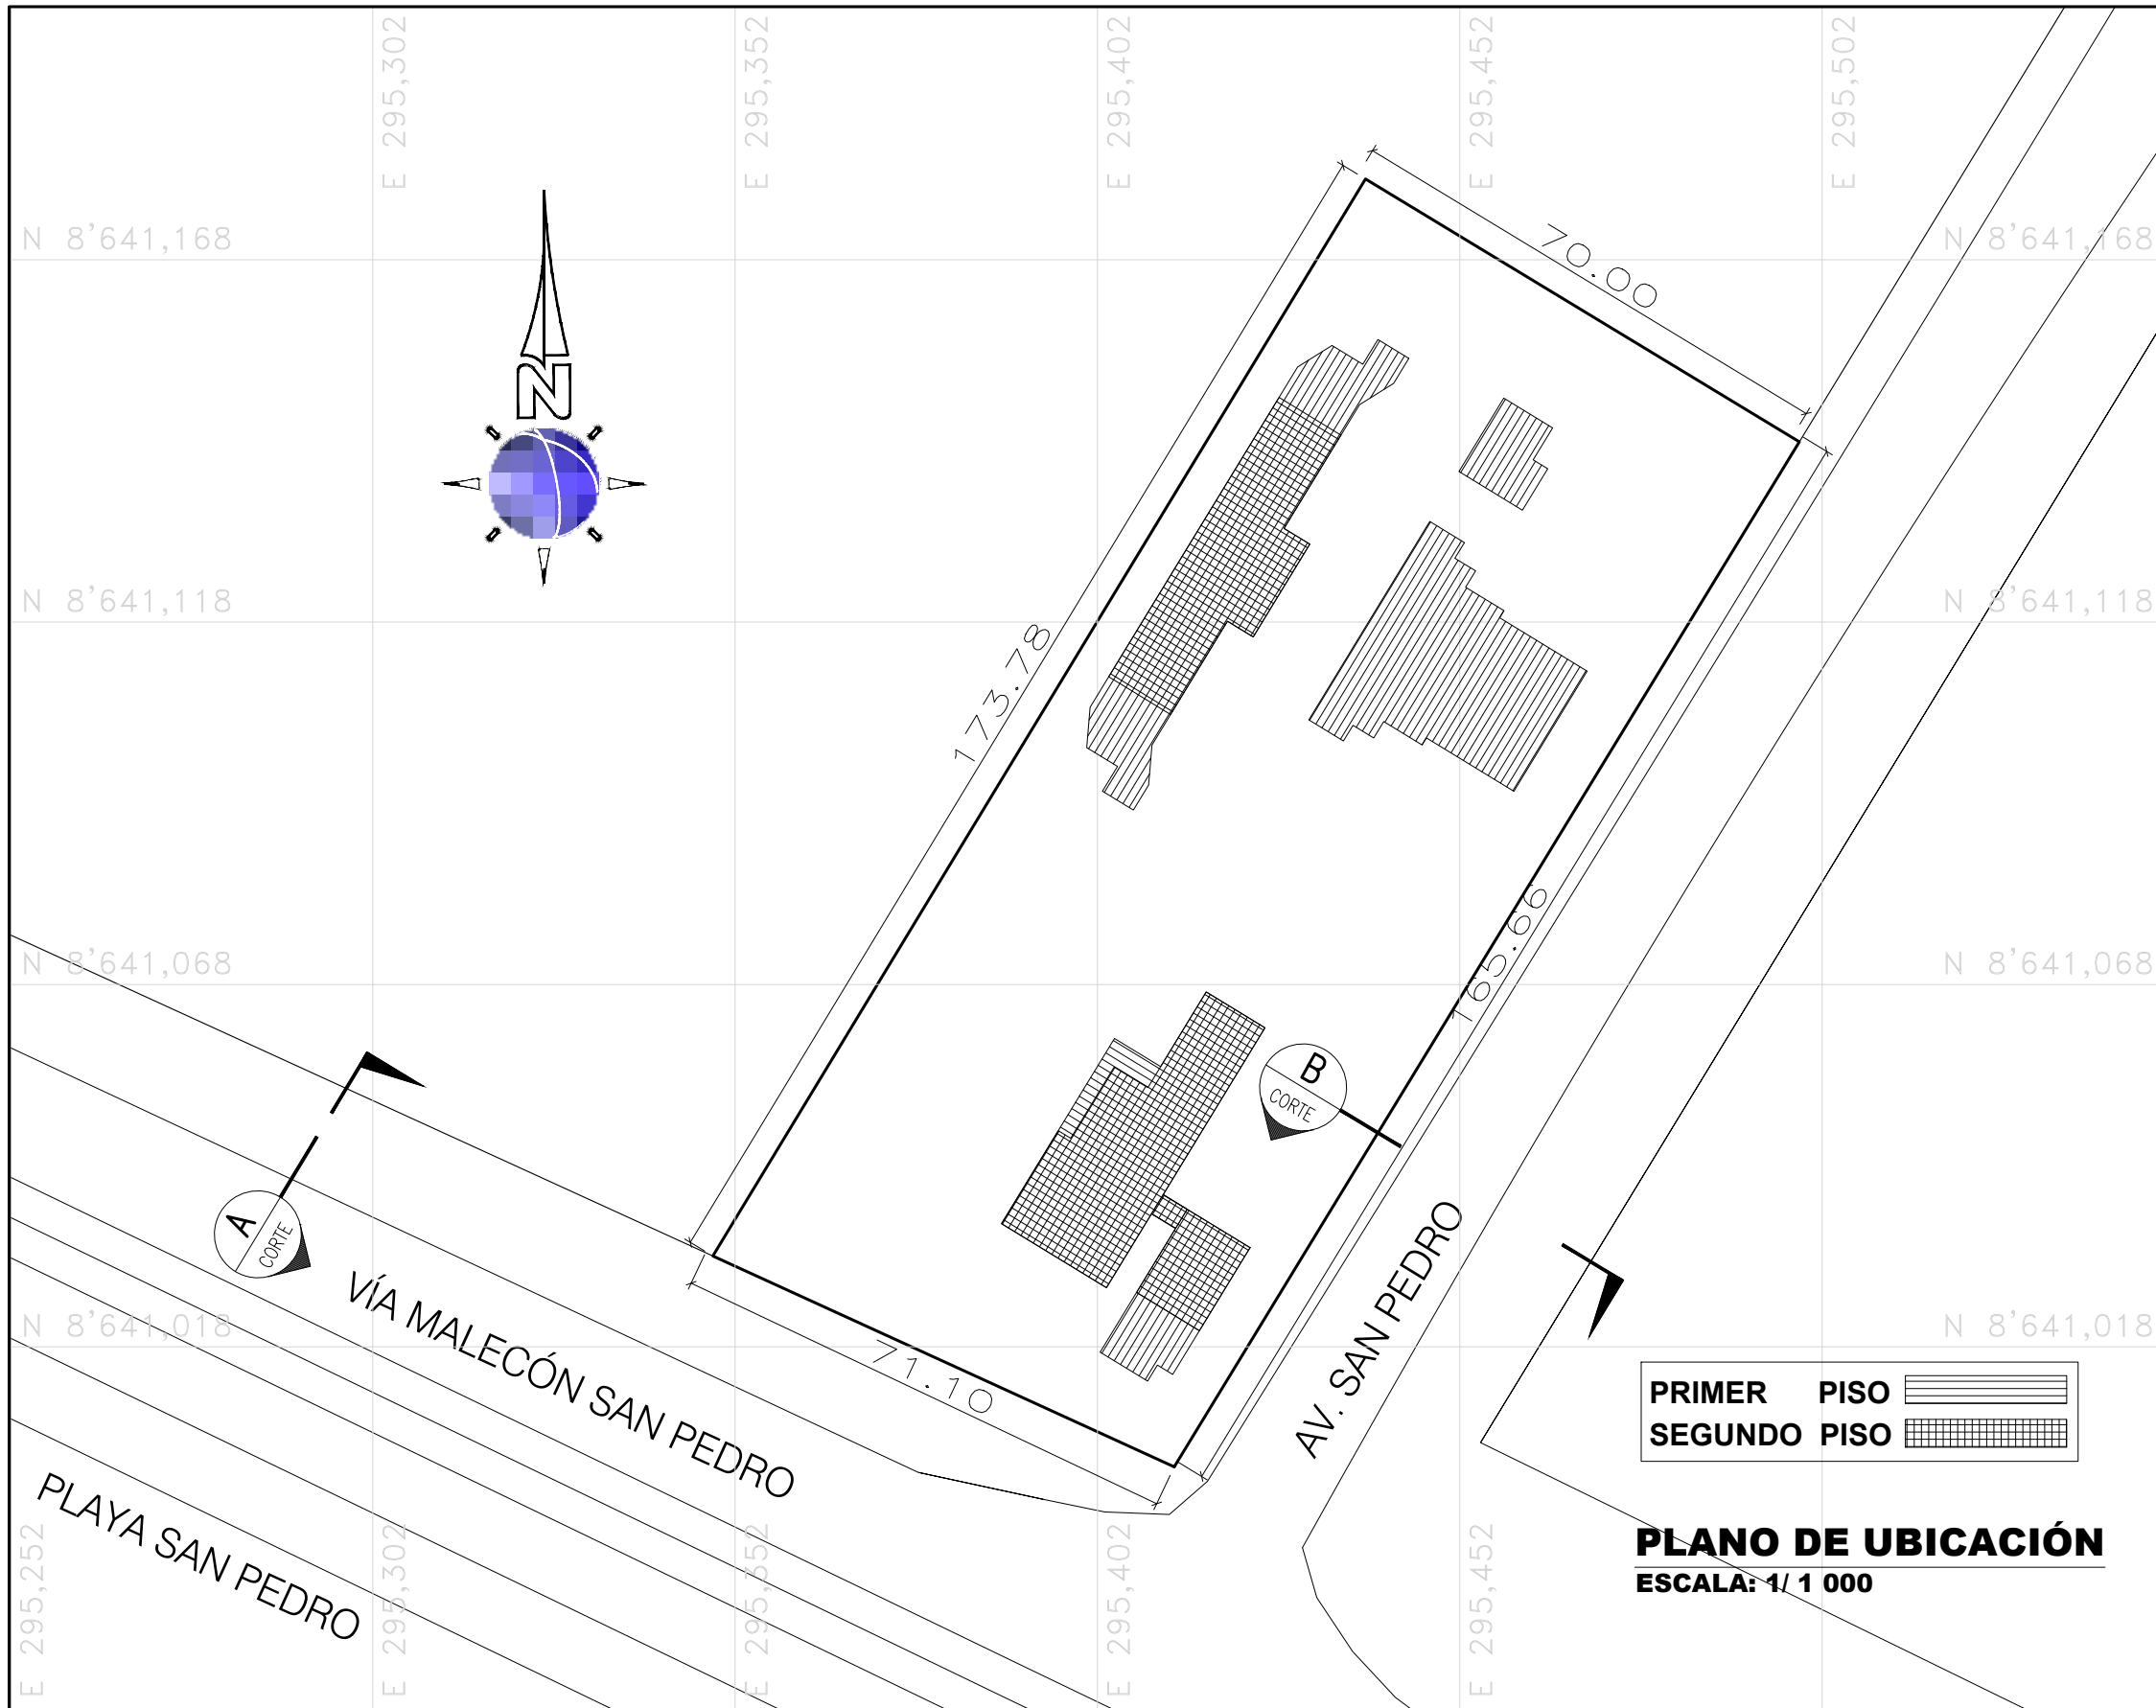 E 295,302
E 295,352
E 295,402
E 295,452
E 295,502
N 8'641,168
N 8'641,168
70.00
N
N 8'641,118
N 8'641,118
173.78
165.66
N 8'641,068
N 8'641,068
B
CORTE
A
CORTE
VÍA MALECÓN SAN PEDRO
AV. SAN PEDRO
N 8'641,018
N 8'641,018
71.10
PRIMER PISO
SEGUNDO PISO
PLAYA SAN PEDRO
PLANO DE UBICACIÓN
ESCALA: 1/ 1 000
E 295,252
E 295,302
E 295,352
E 295,402
E 295,452